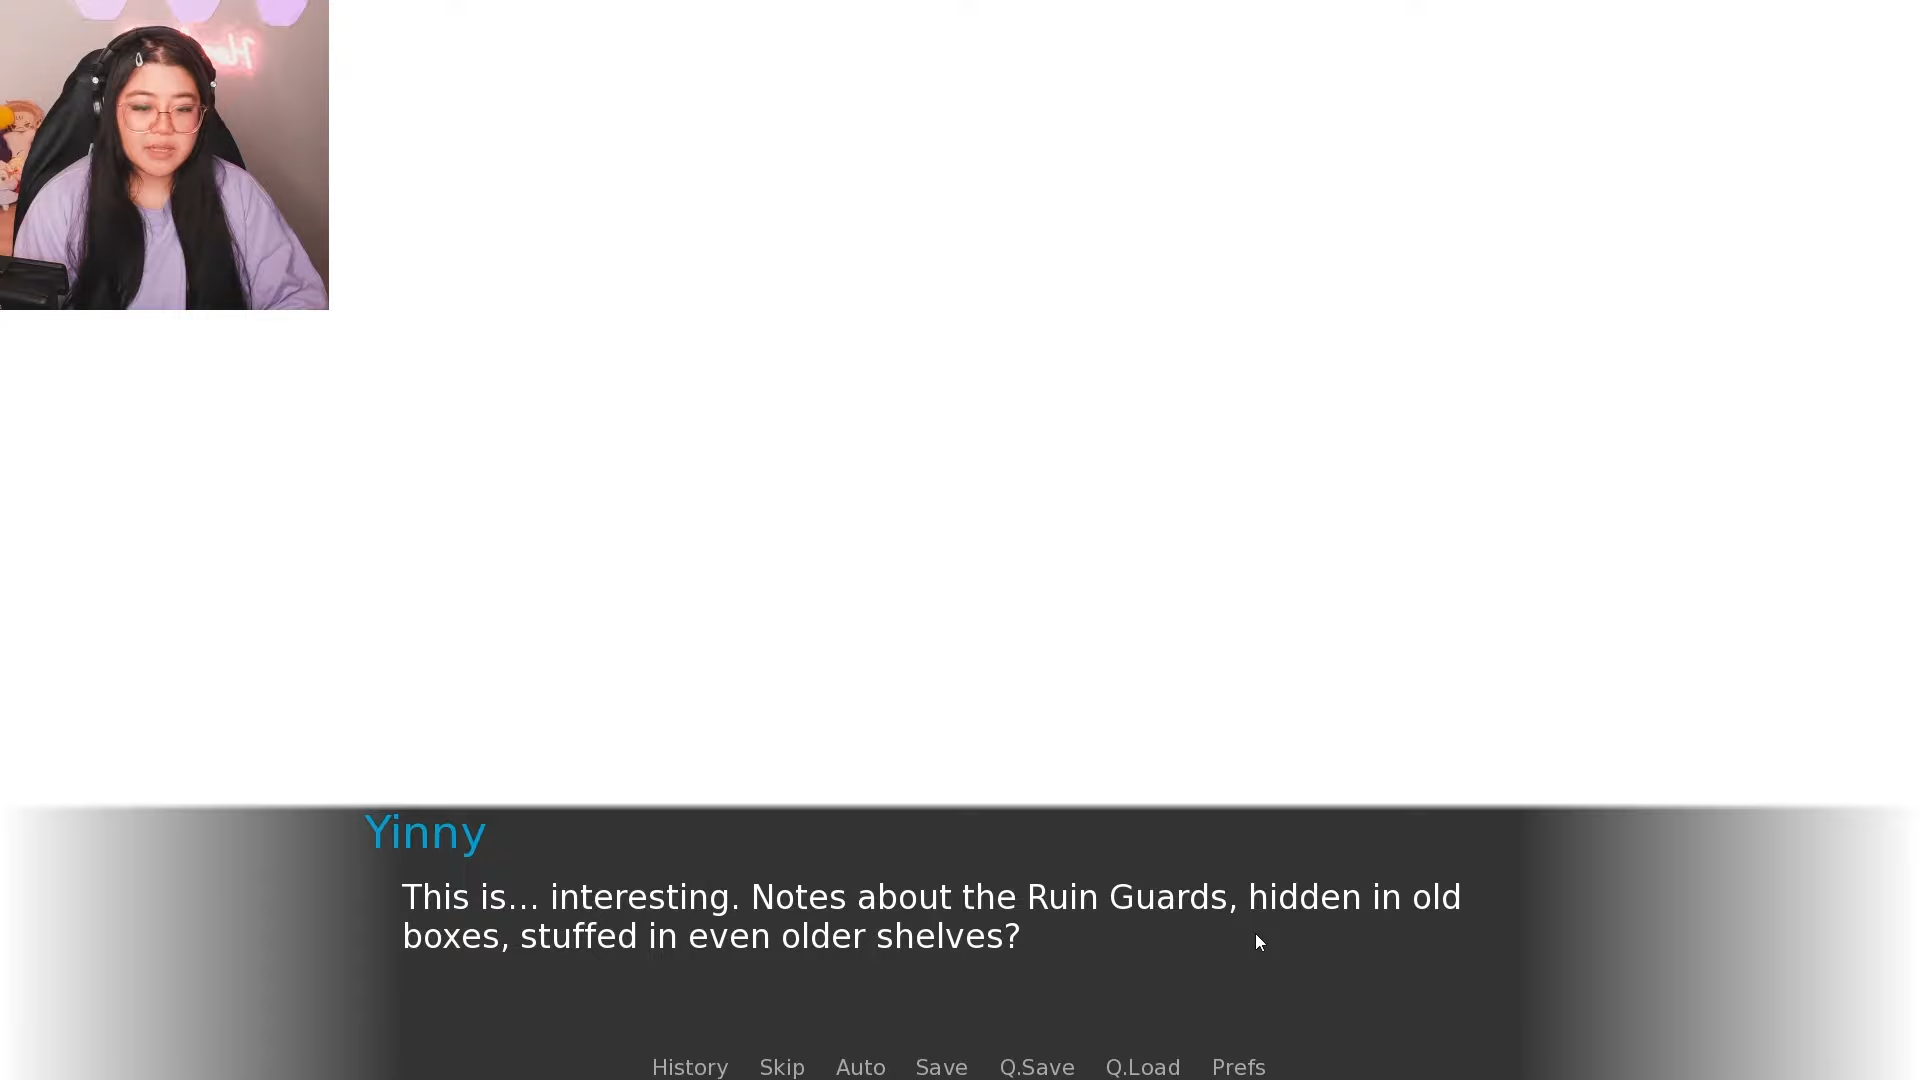 Yinny
This is... interesting. Notes about the Ruin Guards, hidden in old
boxes, stuffed in even older shelves?
History Skip Auto Save Q.Save Q.Load Prefs